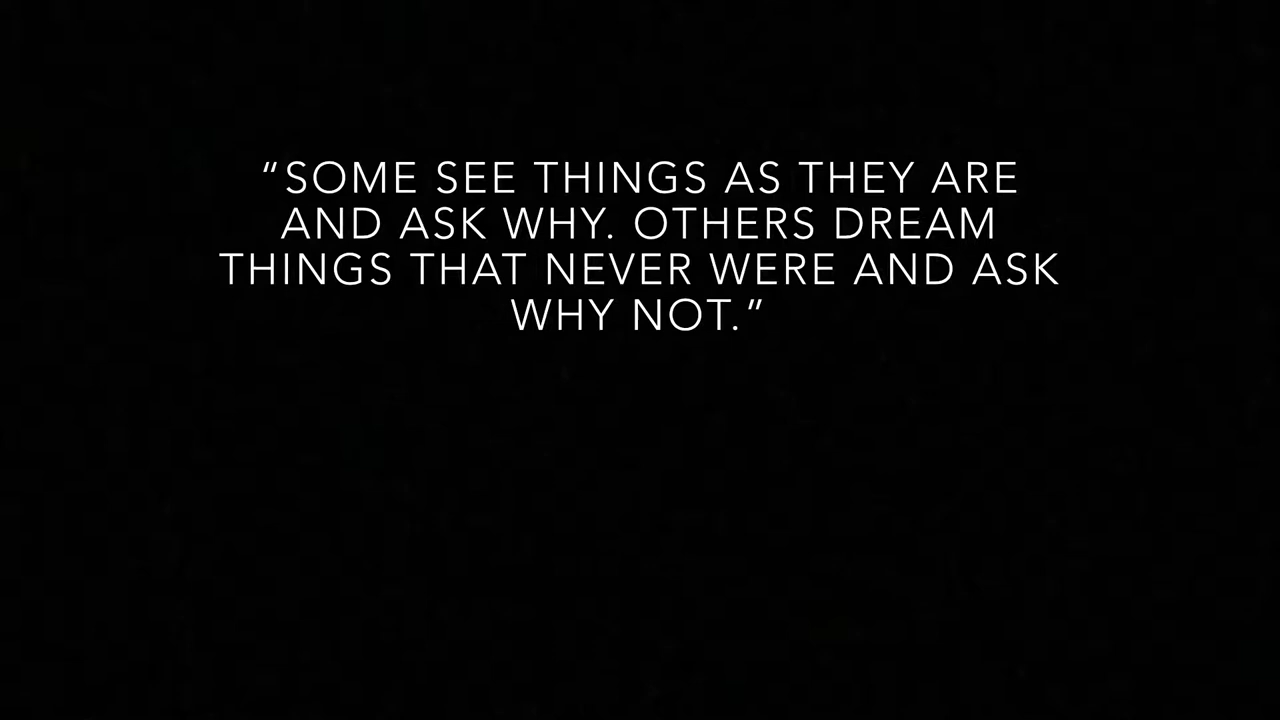 “SOME SEE THINGS AS THEY ARE
AND ASK WHY. OTHERS DREAM
THINGS THAT NEVER WERE AND ASK
WHY NOT.”